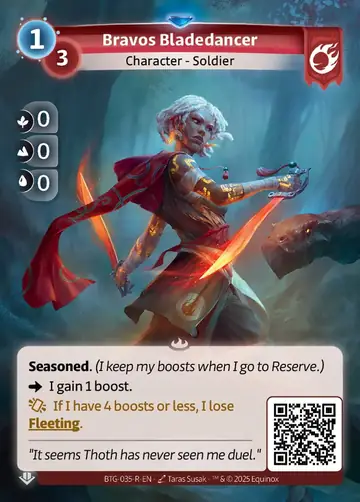 1
Bravos Bladedancer
3
Character - Soldier
0
0
0
Seasoned. (I keep my boosts when I go to Reserve.)
I gain 1 boost.
If I have 4 boosts or less, I lose
Fleeting.
"It seems Thoth has never seen me duel."
BTG-035-R-EN - Taras Susak - ™ & © 2025 Equinox